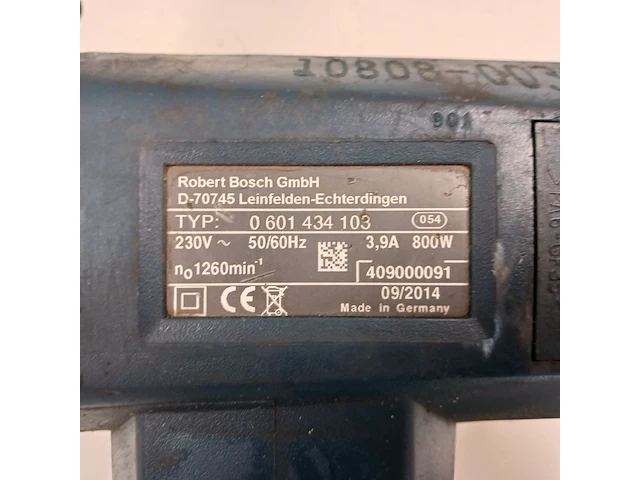 10808-003
901
Robert Bosch GmbH
D-70745 Leinfelden-Echterdingen
TYP: 0 601 434 103 054
230V ~ 50/60Hz 3,9A 800W
n₀1260min⁻¹ 409000091
CE 09/2014
Made in Germany